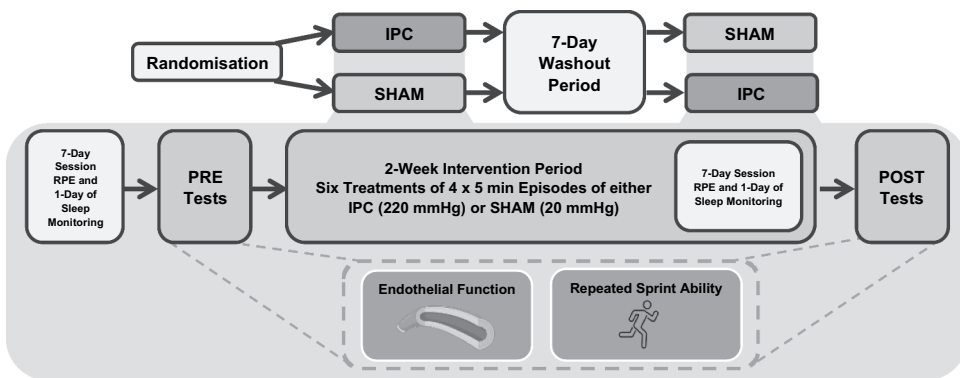 IPC
7-Day
Washout
Period
SHAM
Randomisation
SHAM
IPC
7-Day
Session
RPE and
1-Day of
Sleep
Monitoring
PRE
Tests
2-Week Intervention Period
Six Treatments of 4 x 5 min Episodes of either
IPC (220 mmHg) or SHAM (20 mmHg)
7-Day Session
RPE and 1-Day of
Sleep Monitoring
POST
Tests
Endothelial Function
Repeated Sprint Ability